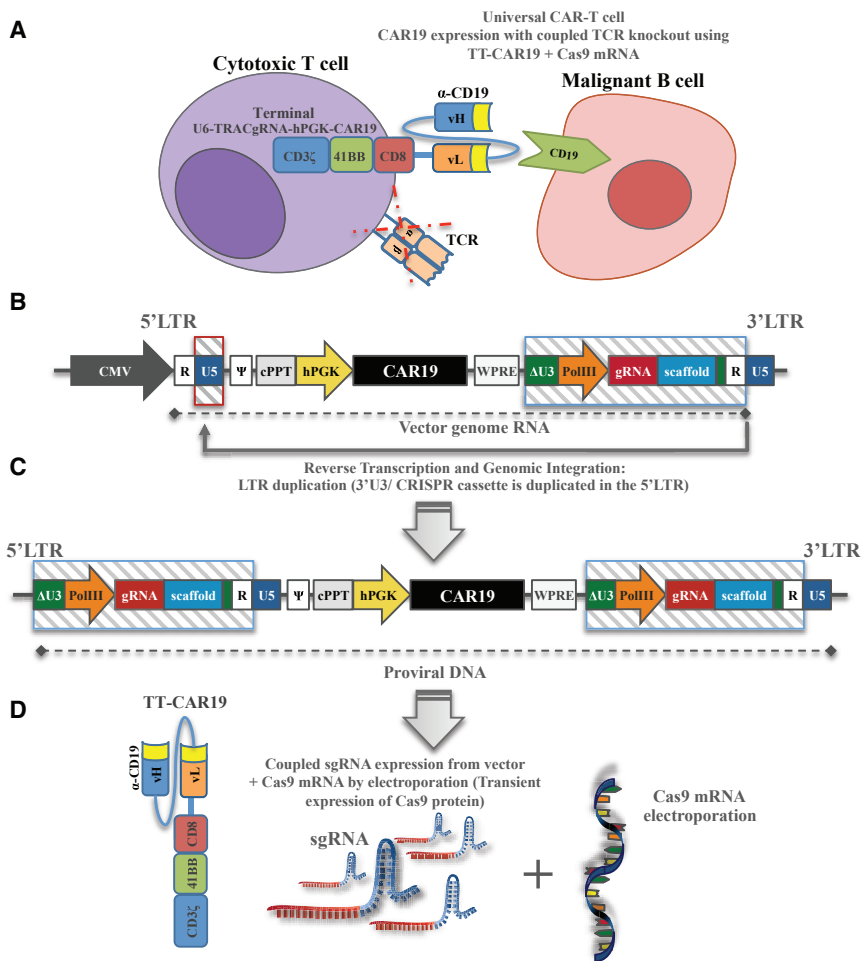 A
Universal CAR-T cell
CAR19 expression with coupled TCR knockout using
TT-CAR19 + Cas9 mRNA
Cytotoxic T cell
Malignant B cell
α-CD19
vH
Terminal
U6-TRACgRNA-hPGK-CAR19
CD3ζ
41BB
CD8
vL
CD19
α
β
TCR
B
5'LTR
3'LTR
CMV
R
U5
Ψ
cPPT
hPGK
CAR19
WPRE
ΔU3
PolIII
gRNA
scaffold
R
U5
Vector genome RNA
C
Reverse Transcription and Genomic Integration:
LTR duplication (3'U3/ CRISPR cassette is duplicated in the 5'LTR)
5'LTR
3'LTR
ΔU3
PolIII
gRNA
scaffold
R
U5
Ψ
cPPT
hPGK
CAR19
WPRE
ΔU3
PolIII
gRNA
scaffold
R
U5
Proviral DNA
D
TT-CAR19
α-CD19
vH
vL
CD8
41BB
CD3ζ
Coupled sgRNA expression from vector
+ Cas9 mRNA by electroporation (Transient
expression of Cas9 protein)
sgRNA
+
Cas9 mRNA
electroporation